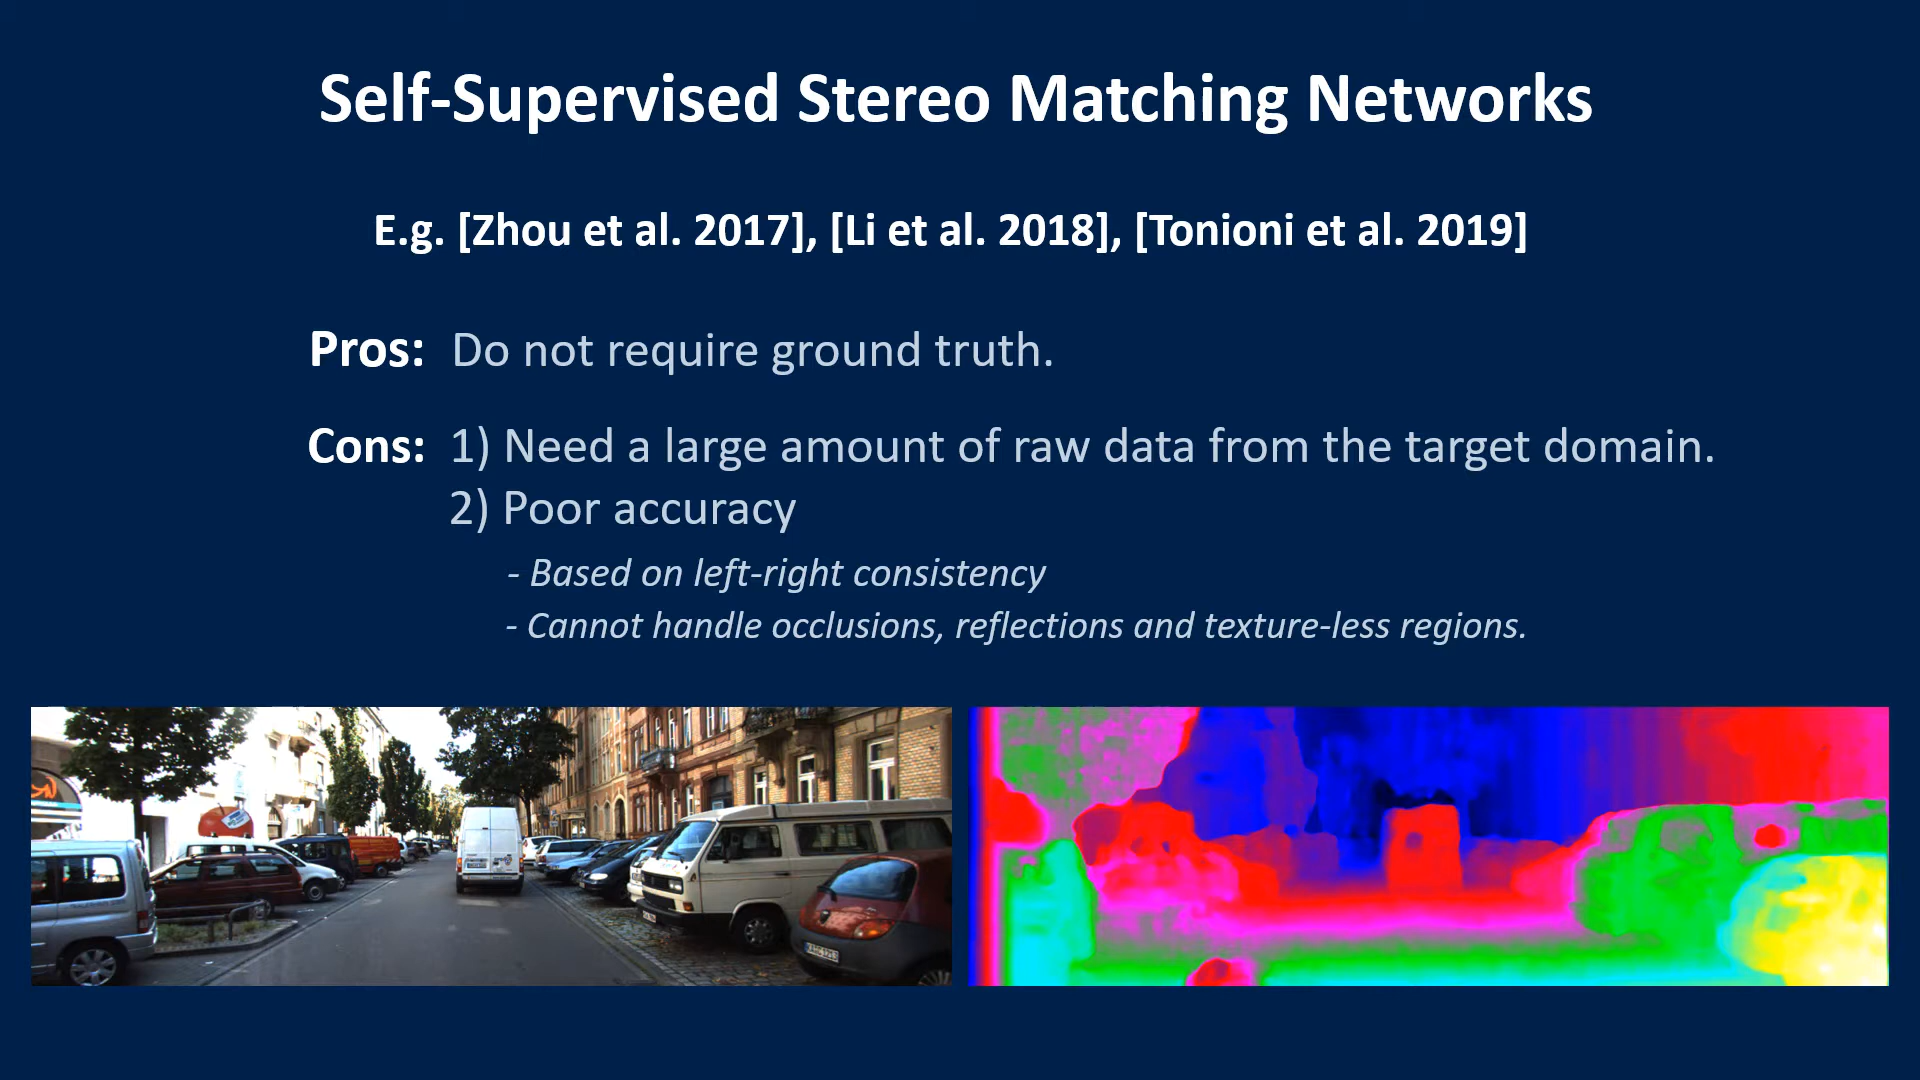 Self-Supervised Stereo Matching Networks
E.g. [Zhou et al. 2017], [Li et al. 2018], [Tonioni et al. 2019]
Pros: Do not require ground truth.
Cons: 1) Need a large amount of raw data from the target domain.
2) Poor accuracy
- Based on left-right consistency
- Cannot handle occlusions, reflections and texture-less regions.